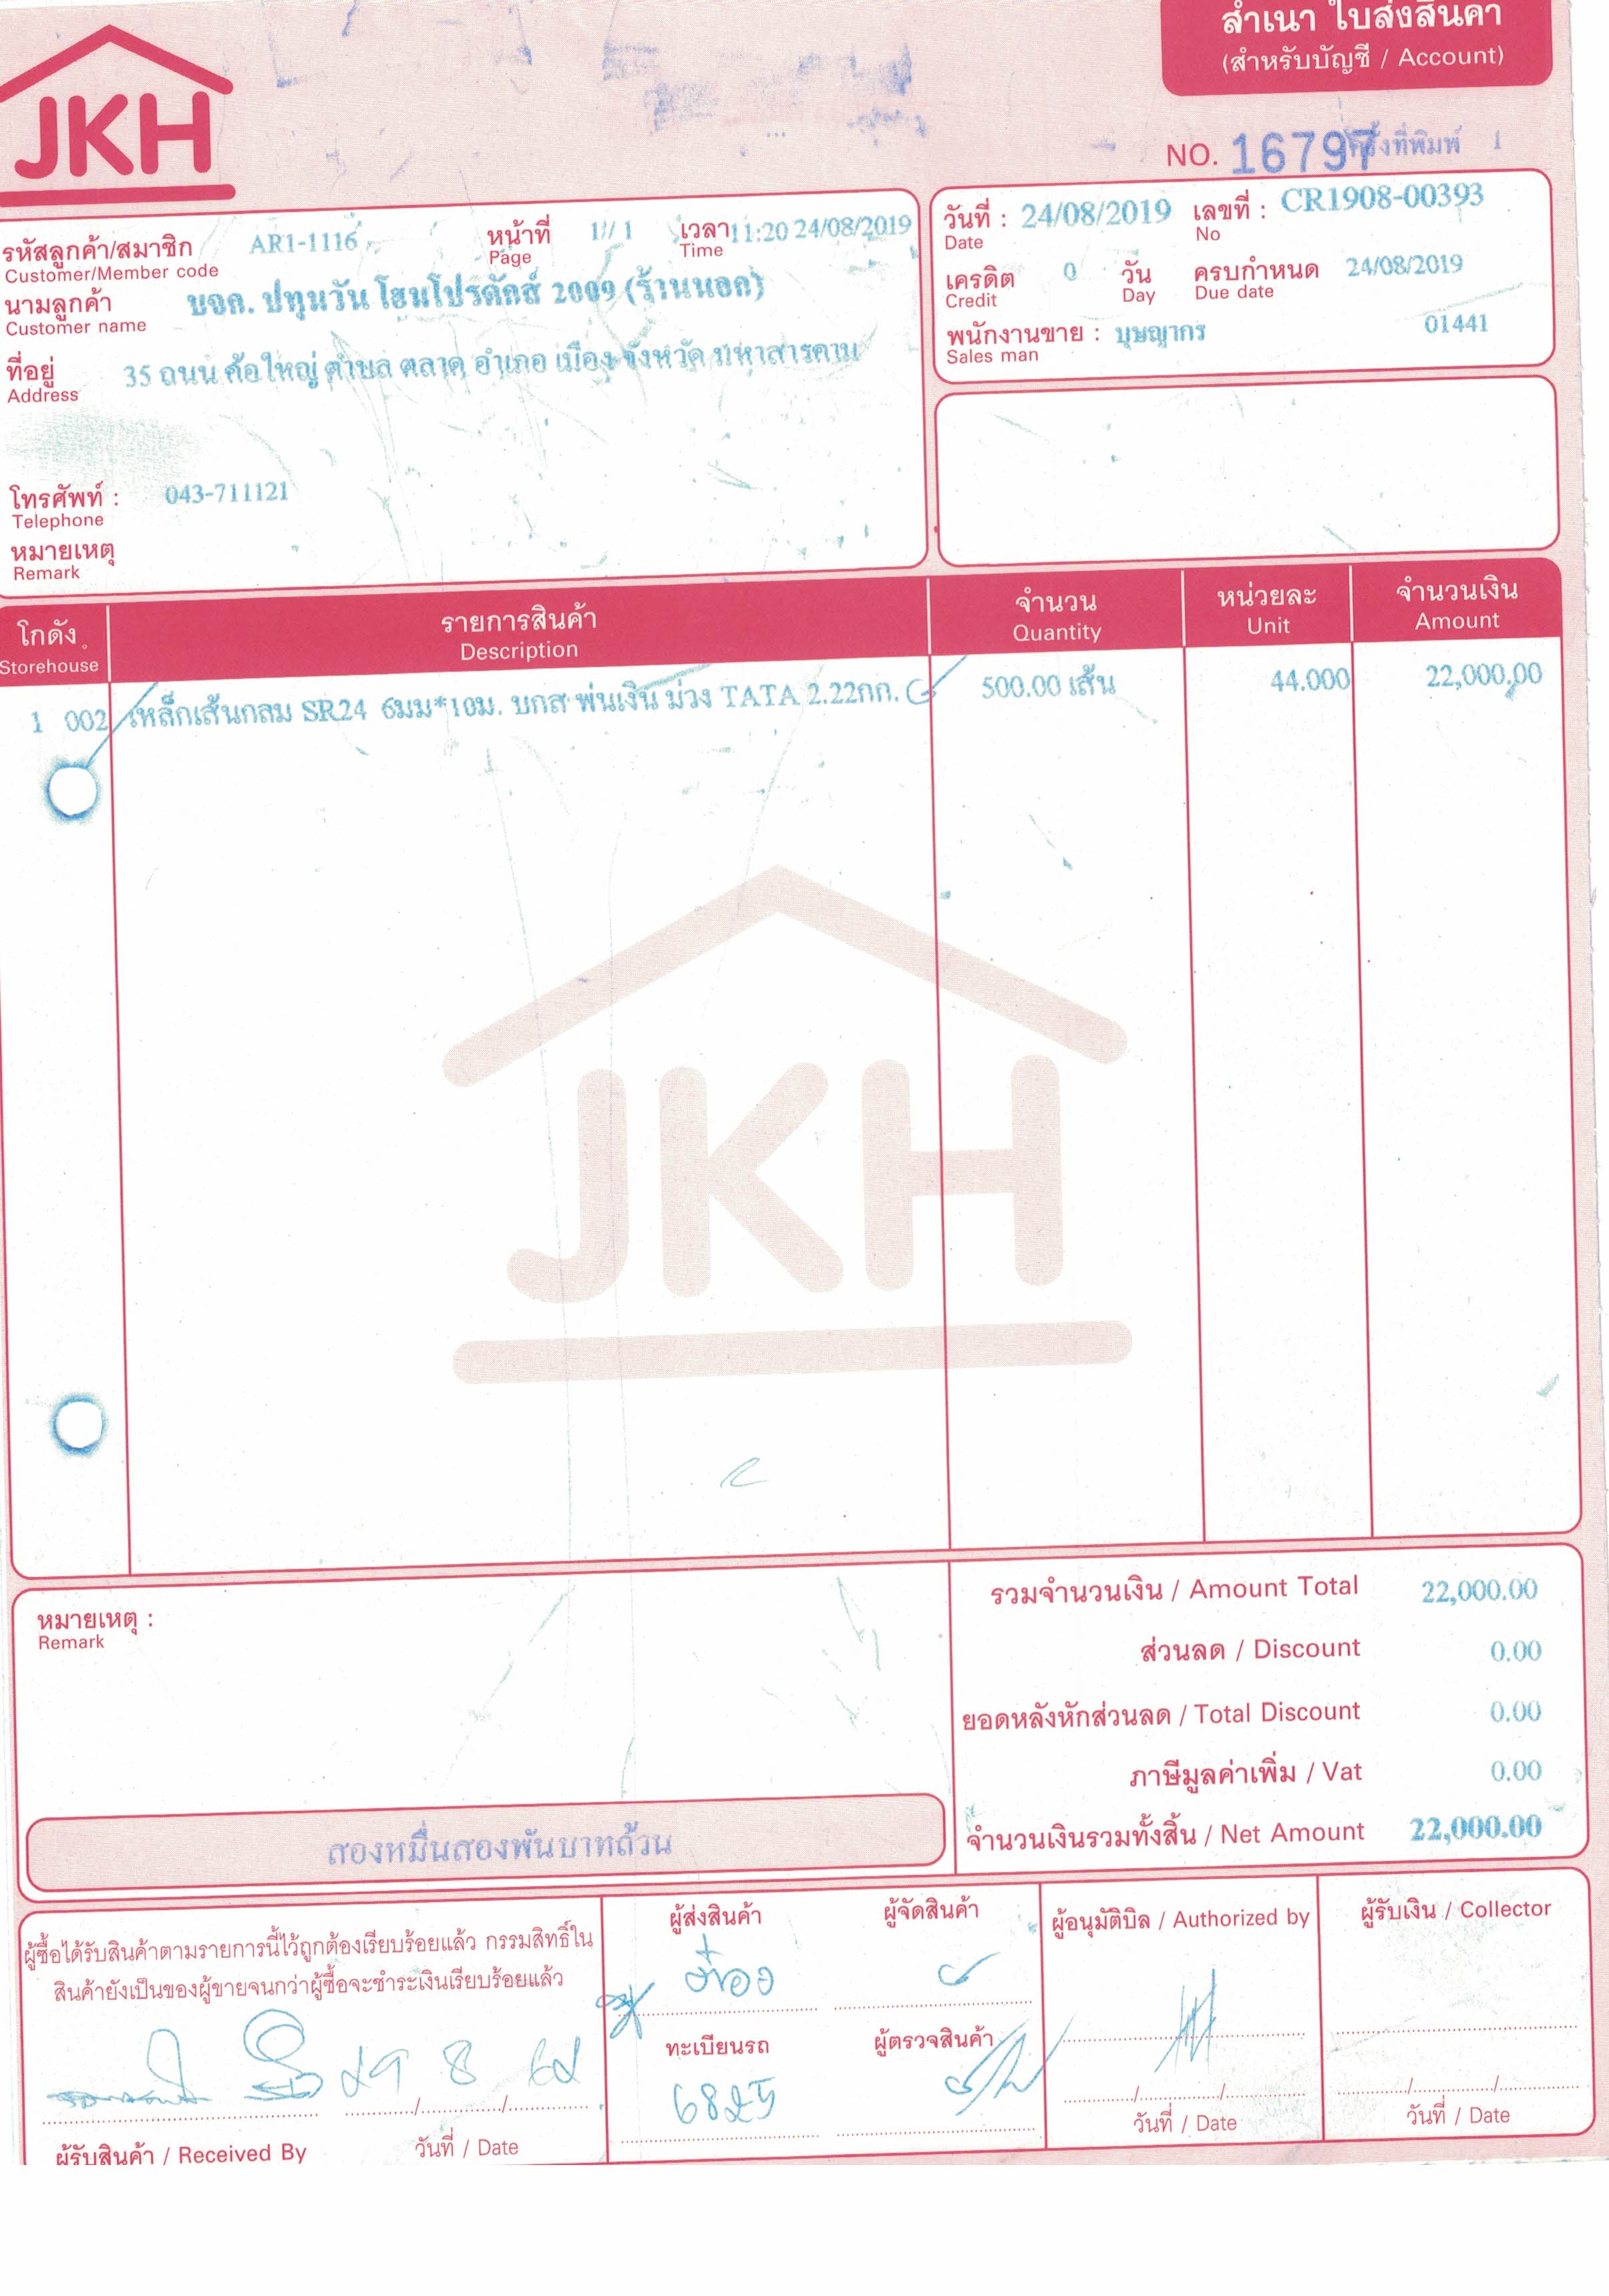 สำเนา ใบส่งสินค้า
(สำหรับบัญชี / Account)
JKH
NO. 16797 ครั้งที่พิมพ์ 1
รหัสลูกค้า/สมาชิก AR1-1116 หน้าที่ 1 / 1 เวลา 11:20 24/08/2019
Customer/Member code Page Time
นามลูกค้า บจก. ปทุมวัน โฮมโปรดักส์ 2009 (ร้านนอก)
Customer name
ที่อยู่ 35 ถนน ค้อใหญ่ ตำบล ตลาด อำเภอ เมือง จังหวัด มหาสารคาม
Address
โทรศัพท์ : 043-711121
Telephone
หมายเหตุ
Remark
วันที่ : 24/08/2019 เลขที่ : CR1908-00393
Date No
เครดิต 0 วัน ครบกำหนด 24/08/2019
Credit Day Due date
พนักงานขาย : บุษญากร 01441
Sales man
โกดัง รายการสินค้า จำนวน หน่วยละ จำนวนเงิน
Storehouse Description Quantity Unit Amount
1 002 เหล็กเส้นกลม SR24 6มม*10ม. บกส พ่นเงิน ม่วง TATA 2.22กก. 500.00 เส้น 44.000 22,000.00
JKH
หมายเหตุ :
Remark
รวมจำนวนเงิน / Amount Total 22,000.00
ส่วนลด / Discount 0.00
ยอดหลังหักส่วนลด / Total Discount 0.00
ภาษีมูลค่าเพิ่ม / Vat 0.00
จำนวนเงินรวมทั้งสิ้น / Net Amount 22,000.00
สองหมื่นสองพันบาทถ้วน
ผู้ซื้อได้รับสินค้าตามรายการนี้ไว้ถูกต้องเรียบร้อยแล้ว กรรมสิทธิ์ใน
สินค้ายังเป็นของผู้ขายจนกว่าผู้ซื้อจะชำระเงินเรียบร้อยแล้ว
ผู้รับสินค้า / Received By วันที่ / Date
ผู้ส่งสินค้า ผู้จัดสินค้า
ทะเบียนรถ ผู้ตรวจสินค้า
6825
ผู้อนุมัติบิล / Authorized by
วันที่ / Date
ผู้รับเงิน / Collector
วันที่ / Date